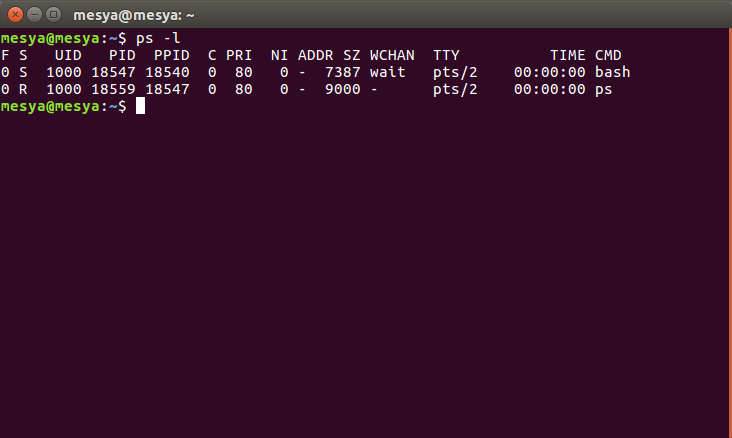 mesya@mesya: ~
mesya@mesya:~$ ps -l
F S   UID   PID  PPID  C PRI  NI ADDR SZ WCHAN  TTY          TIME CMD
0 S  1000 18547 18540  0  80   0 -  7387 wait   pts/2    00:00:00 bash
0 R  1000 18559 18547  0  80   0 -  9000 -      pts/2    00:00:00 ps
mesya@mesya:~$